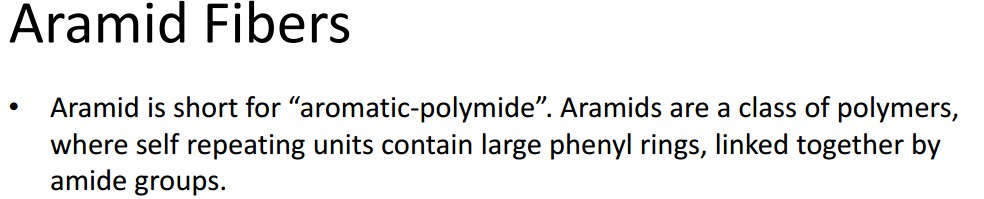 Aramid Fibers
• Aramid is short for “aromatic-polymide”. Aramids are a class of polymers,
where self repeating units contain large phenyl rings, linked together by
amide groups.